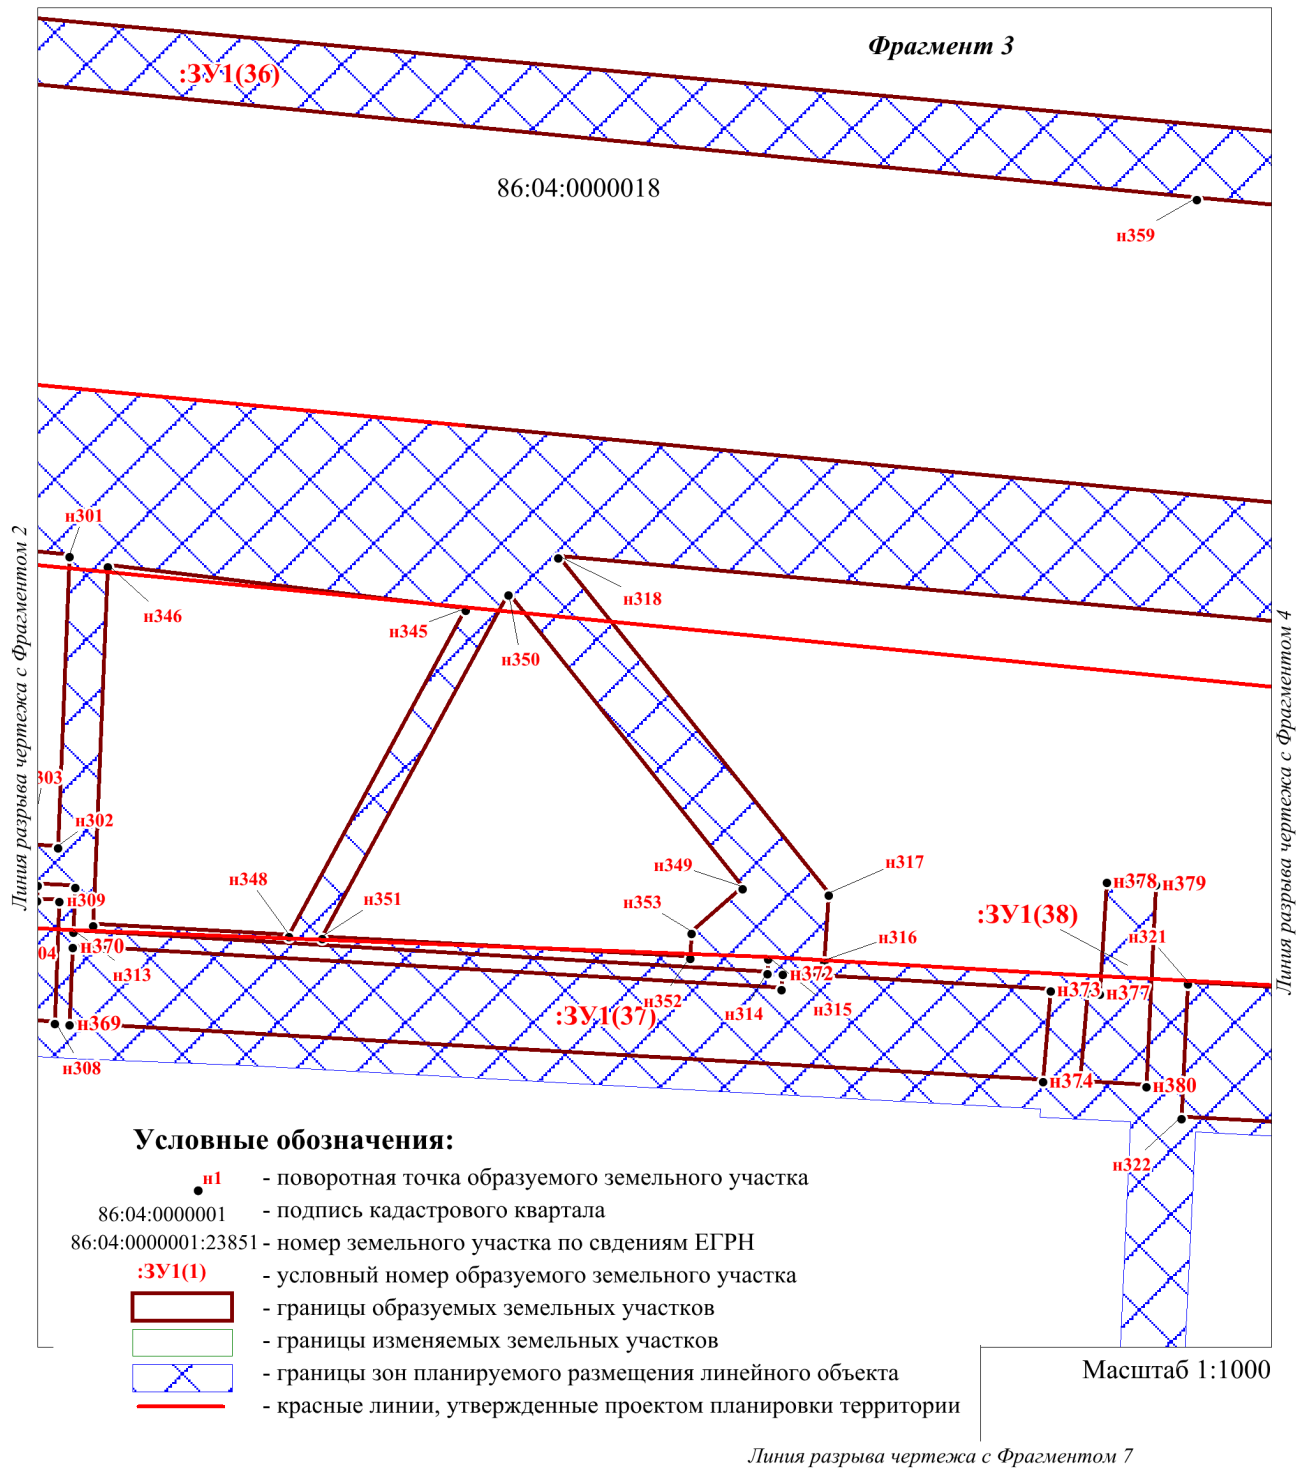 Фрагмент 3
:ЗУ1(36)
86:04:0000018
н359
Линия разрыва чертежа с Фрагментом 2
Линия разрыва чертежа с Фрагментом 4
н301
н346
н345
н350
н318
303
н302
н309
н348
н351
н349
н353
н317
н316
н378
н379
:ЗУ1(38)
н321
04
н370
н313
н352
н372
н314
н315
:ЗУ1(37)
н373
н377
н369
н308
н374
н380
н322
Условные обозначения:
н1
- поворотная точка образуемого земельного участка
86:04:0000001
- подпись кадастрового квартала
86:04:0000001:23851
- номер земельного участка по свдениям ЕГРН
:ЗУ1(1)
- условный номер образуемого земельного участка
- границы образуемых земельных участков
- границы изменяемых земельных участков
- границы зон планируемого размещения линейного объекта
- красные линии, утвержденные проектом планировки территории
Масштаб 1:1000
Линия разрыва чертежа с Фрагментом 7